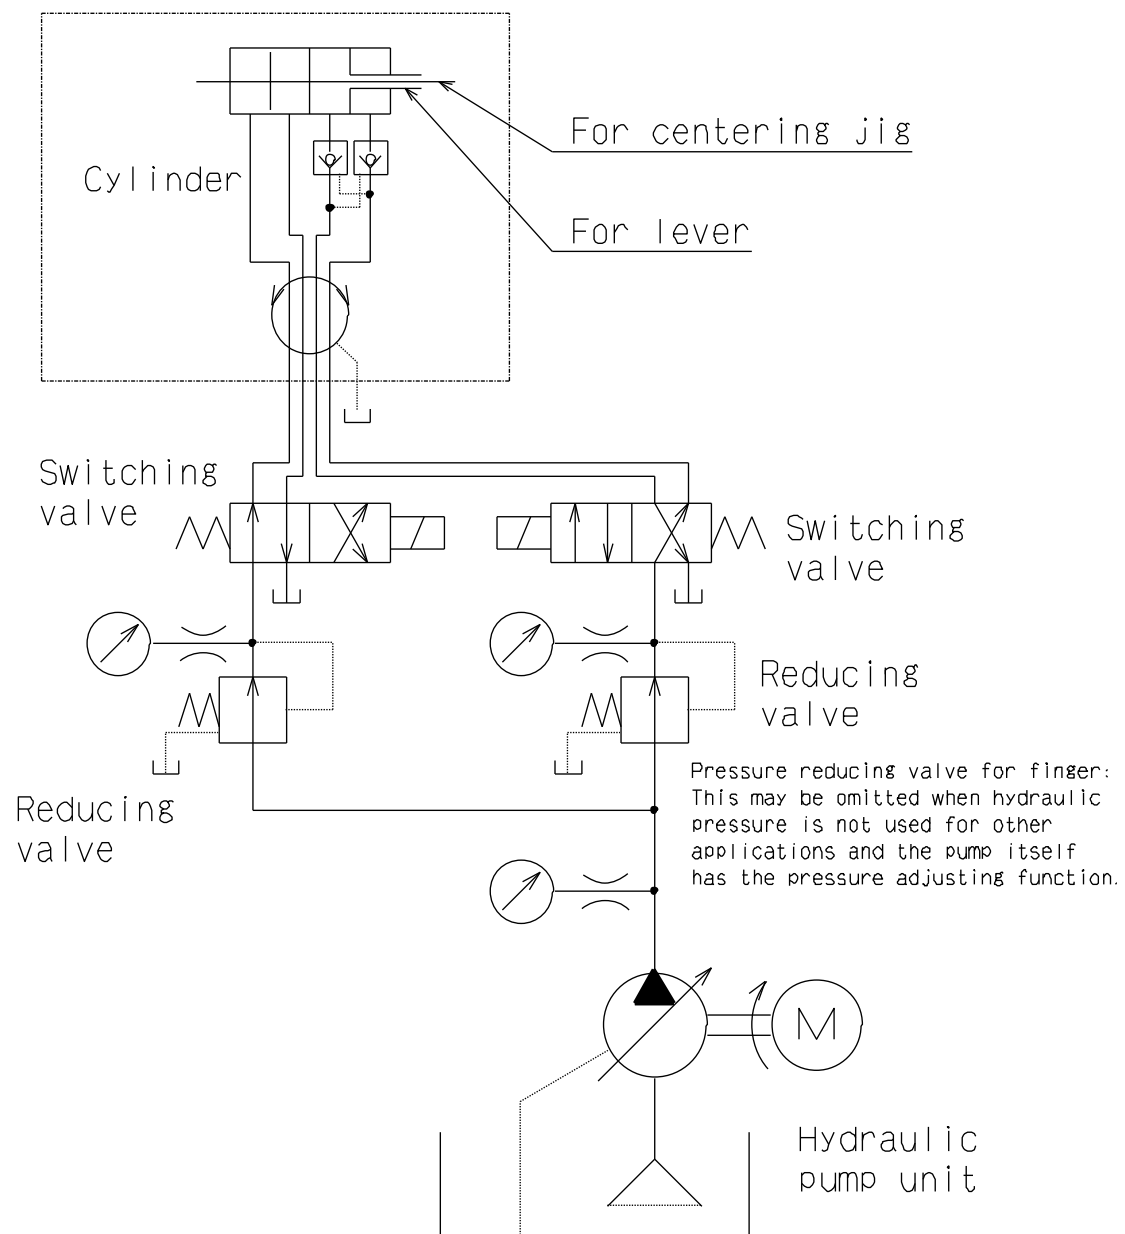 For centering jig
Cylinder
For lever
Switching
valve
Switching
valve
Reducing
valve
Pressure reducing valve for finger:
This may be omitted when hydraulic
pressure is not used for other
applications and the pump itself
has the pressure adjusting function.
Reducing
valve
M
Hydraulic
pump unit